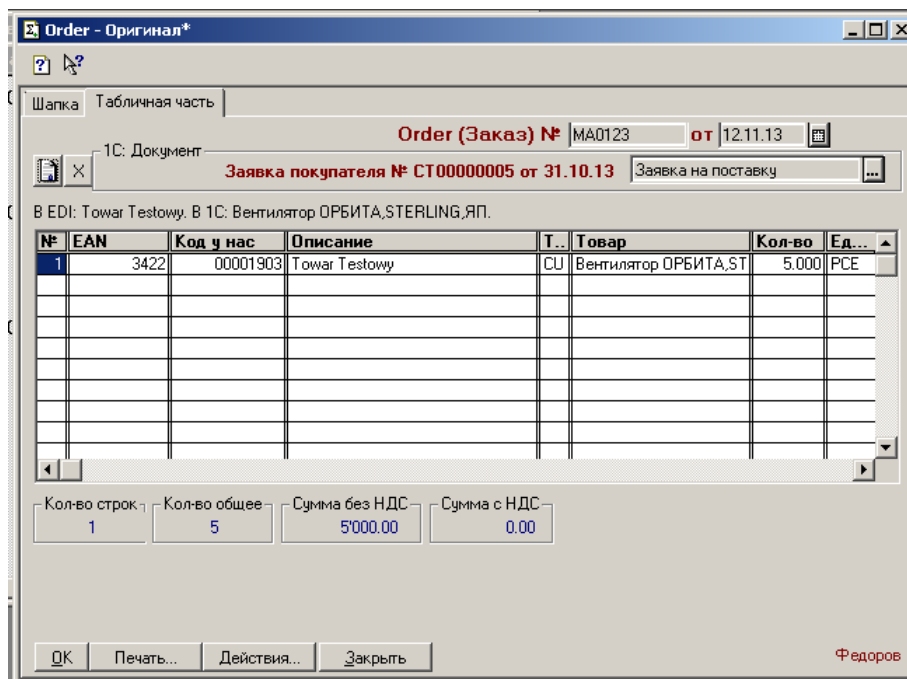 Order - Оригинал*
Шапка Табличная часть
Order (Заказ) № MA0123 от 12.11.13
1С: Документ
Заявка покупателя № СТ00000005 от 31.10.13 Заявка на поставку ...
В EDI: Towar Testowy. В 1С: Вентилятор ОРБИТА,STERLING,ЯП.
№ EAN Код у нас Описание Т.. Товар Кол-во Ед...
1 3422 00001903 Towar Testowy CU Вентилятор ОРБИТА,ST 5.000 PCE
Кол-во строк Кол-во общее Сумма без НДС Сумма с НДС
1 5 5'000.00 0.00
OK Печать... Действия... Закрыть Федоров